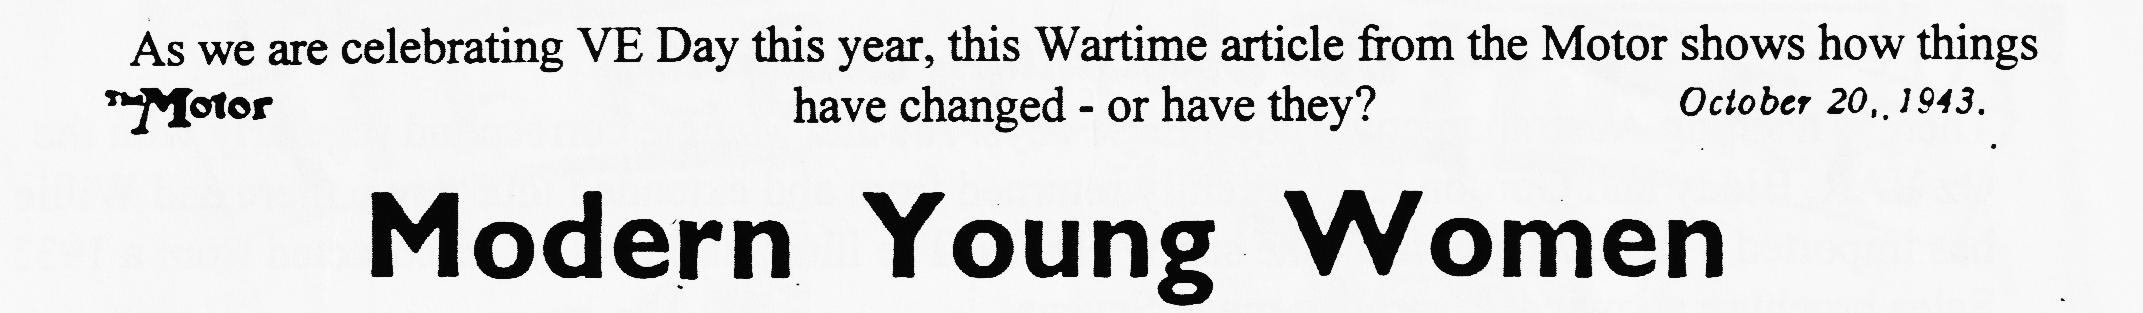 As we are celebrating VE Day this year, this Wartime article from the Motor shows how things
The Motor have changed - or have they? October 20,. 1943.
Modern Young Women